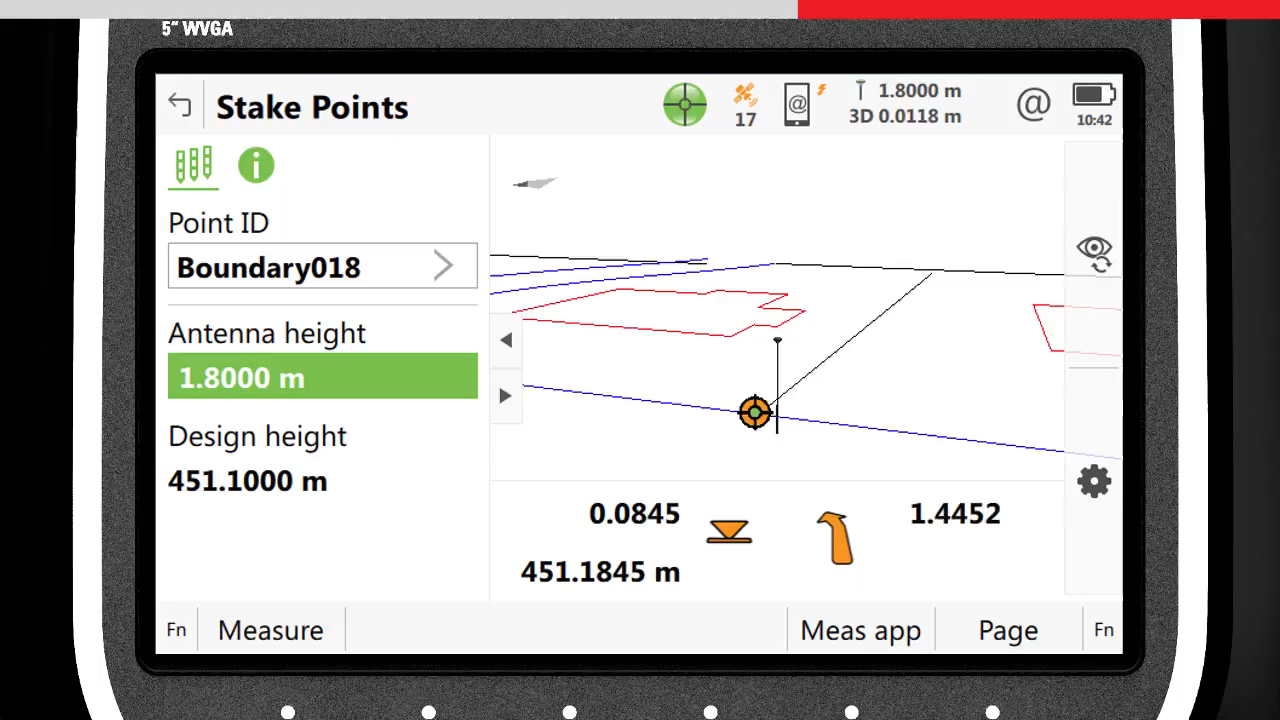 5" WVGA
Stake Points
17
@
1.8000 m
3D 0.0118 m
@
10:42
i
Point ID
Boundary018
Antenna height
1.8000 m
Design height
451.1000 m
0.0845
1.4452
451.1845 m
Fn
Measure
Meas app
Page
Fn